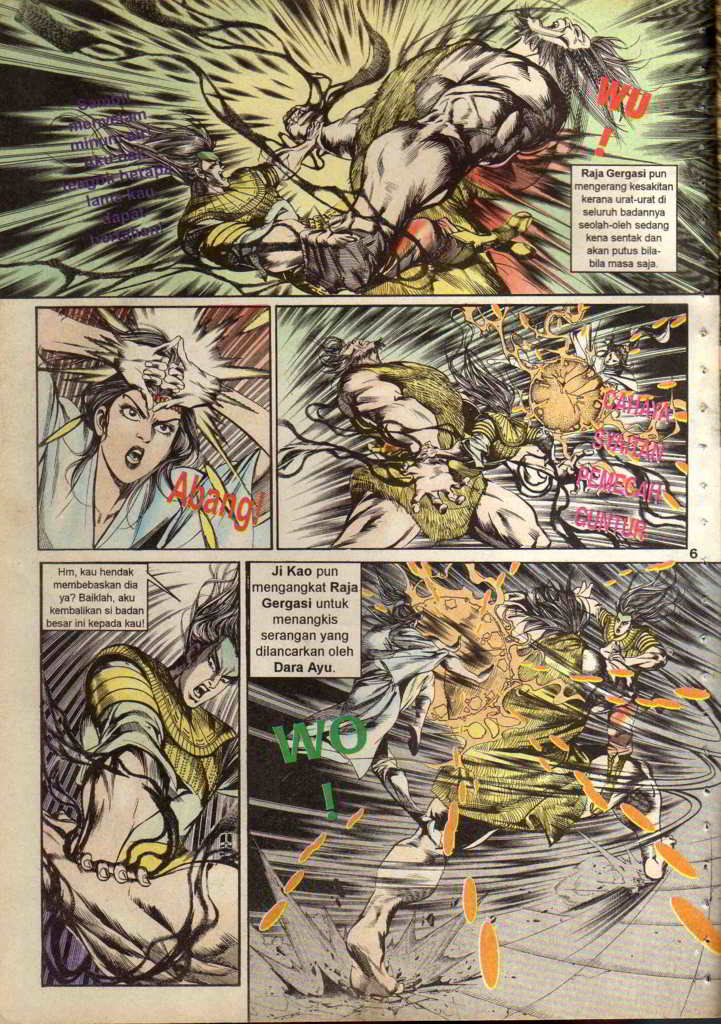 sambil
menyelam
minum air.
Aku nak
tengok berapa
lama kau
dapat
bertahan!
WU
!
Raja Gergasi pun
mengerang kesakitan
kerana urat-urat di
seluruh badannya
seolah-oleh sedang
kena sentak dan
akan putus bila-
bila masa saja.
Abang!
CAHAYA
SYAITAN
PEMECAH
GUNTUR
6
Hm, kau hendak
membebaskan dia
ya? Baiklah, aku
kembalikan si badan
besar ini kepada kau!
Ji Kao pun
mengangkat Raja
Gergasi untuk
menangkis
serangan yang
dilancarkan oleh
Dara Ayu.
WO
!